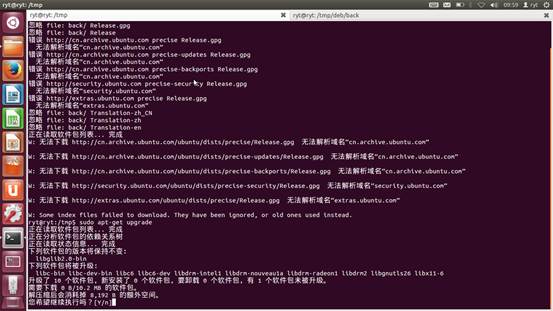 ryt@ryt: /tmp
09:59
ryt
ryt@ryt: /tmp
ryt@ryt: /tmp/deb/back
忽略 file: back/ Release.gpg
忽略 file: back/ Release
错误 http://cn.archive.ubuntu.com precise Release.gpg
  无法解析域名“cn.archive.ubuntu.com”
错误 http://cn.archive.ubuntu.com precise-updates Release.gpg
  无法解析域名“cn.archive.ubuntu.com”
错误 http://cn.archive.ubuntu.com precise-backports Release.gpg
  无法解析域名“cn.archive.ubuntu.com”
错误 http://security.ubuntu.com precise-security Release.gpg
  无法解析域名“security.ubuntu.com”
错误 http://extras.ubuntu.com precise Release.gpg
  无法解析域名“extras.ubuntu.com”
忽略 file: back/ Translation-zh_CN
忽略 file: back/ Translation-zh
忽略 file: back/ Translation-en
正在读取软件包列表... 完成
W: 无法下载 http://cn.archive.ubuntu.com/ubuntu/dists/precise/Release.gpg  无法解析域名“cn.archive.ubuntu.com”
W: 无法下载 http://cn.archive.ubuntu.com/ubuntu/dists/precise-updates/Release.gpg  无法解析域名“cn.archive.ubuntu.com”
W: 无法下载 http://cn.archive.ubuntu.com/ubuntu/dists/precise-backports/Release.gpg  无法解析域名“cn.archive.ubuntu.com”
W: 无法下载 http://security.ubuntu.com/ubuntu/dists/precise-security/Release.gpg  无法解析域名“security.ubuntu.com”
W: 无法下载 http://extras.ubuntu.com/ubuntu/dists/precise/Release.gpg  无法解析域名“extras.ubuntu.com”
W: Some index files failed to download. They have been ignored, or old ones used instead.
ryt@ryt:/tmp$ sudo apt-get upgrade
正在读取软件包列表... 完成
正在分析软件包的依赖关系树
正在读取状态信息... 完成
下列软件包的版本将保持不变：
  libglib2.0-bin
下列软件包将被升级：
  libc-bin libc-dev-bin libc6 libc6-dev libdrm-intel1 libdrm-nouveau1a libdrm-radeon1 libdrm2 libgnutls26 libx11-6
升级了 10 个软件包，新安装了 0 个软件包，要卸载 0 个软件包，有 1 个软件包未被升级。
需要下载 0 B/10.2 MB 的软件包。
解压缩后会消耗掉 8,192 B 的额外空间。
您希望继续执行吗？[Y/n]